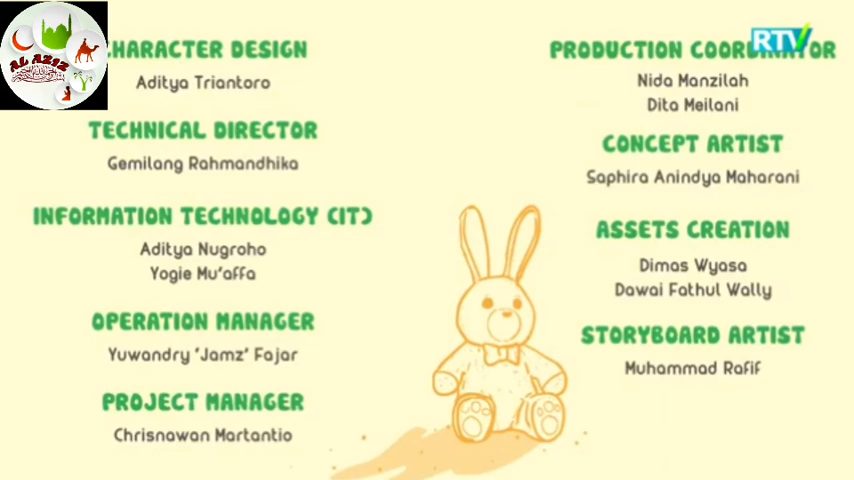 AL AZIZ
CHARACTER DESIGN
Aditya Triantoro
TECHNICAL DIRECTOR
Gemilang Rahmandhika
INFORMATION TECHNOLOGY (IT)
Aditya Nugroho
Yogie Mu'affa
OPERATION MANAGER
Yuwandry 'Jamz' Fajar
PROJECT MANAGER
Chrisnawan Martantio
RTV
PRODUCTION COORDINATOR
Nida Manzilah
Dita Meilani
CONCEPT ARTIST
Saphira Anindya Maharani
ASSETS CREATION
Dimas Wyasa
Dawai Fathul Wally
STORYBOARD ARTIST
Muhammad Rafif